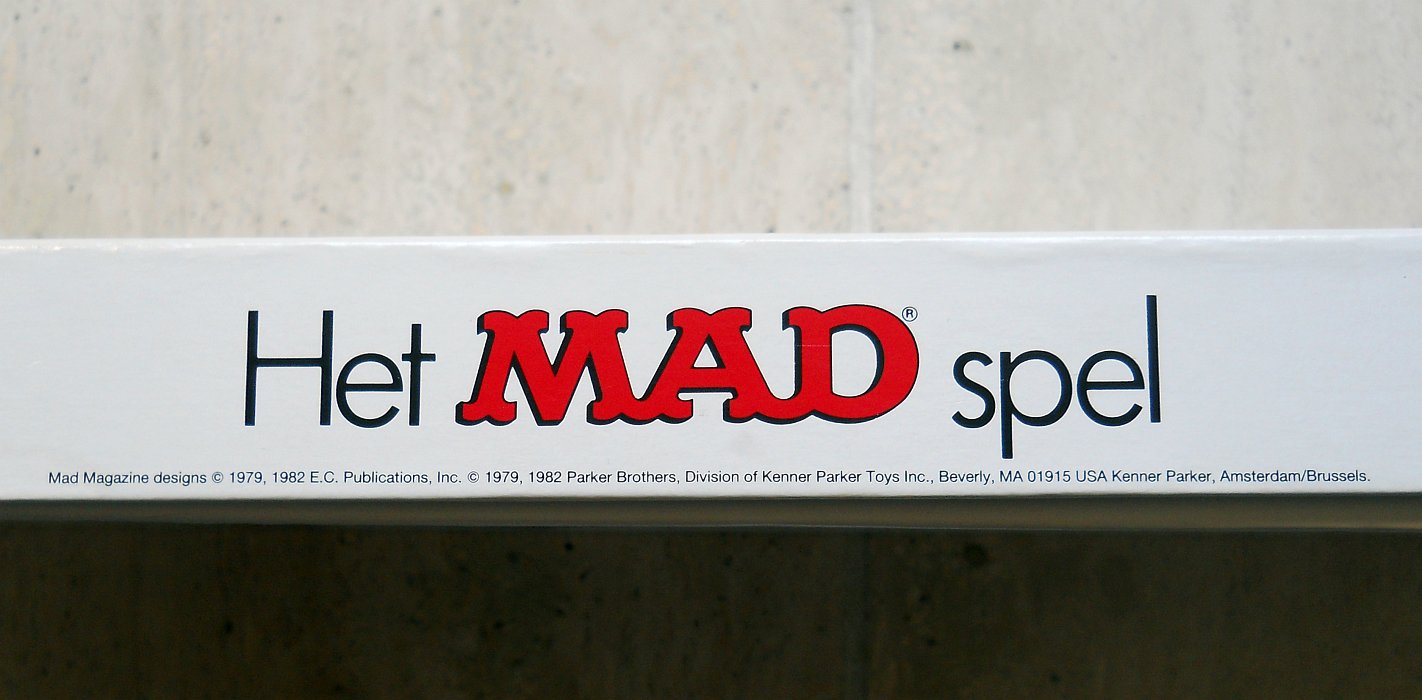 Het MAD® spel
Mad Magazine designs © 1979, 1982 E.C. Publications, Inc. © 1979, 1982 Parker Brothers, Division of Kenner Parker Toys Inc., Beverly, MA 01915 USA Kenner Parker, Amsterdam/Brussels.